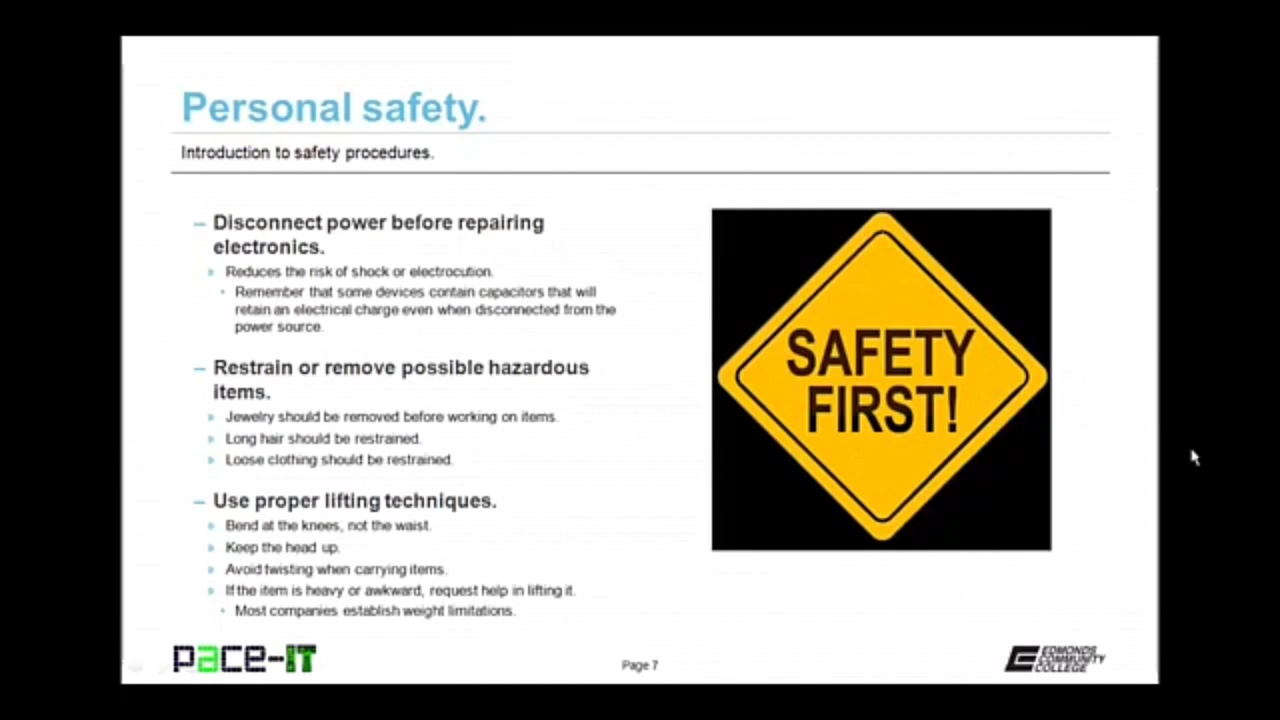 Personal safety.
Introduction to safety procedures.
– Disconnect power before repairing
electronics.
» Reduces the risk of shock or electrocution.
• Remember that some devices contain capacitors that will
retain an electrical charge even when disconnected from the
power source.
– Restrain or remove possible hazardous
items.
» Jewelry should be removed before working on items.
» Long hair should be restrained.
» Loose clothing should be restrained.
– Use proper lifting techniques.
» Bend at the knees, not the waist.
» Keep the head up.
» Avoid twisting when carrying items.
» If the item is heavy or awkward, request help in lifting it.
• Most companies establish weight limitations.
SAFETY
FIRST!
pace-IT
Page 7
EDMONDS
COMMUNITY
COLLEGE